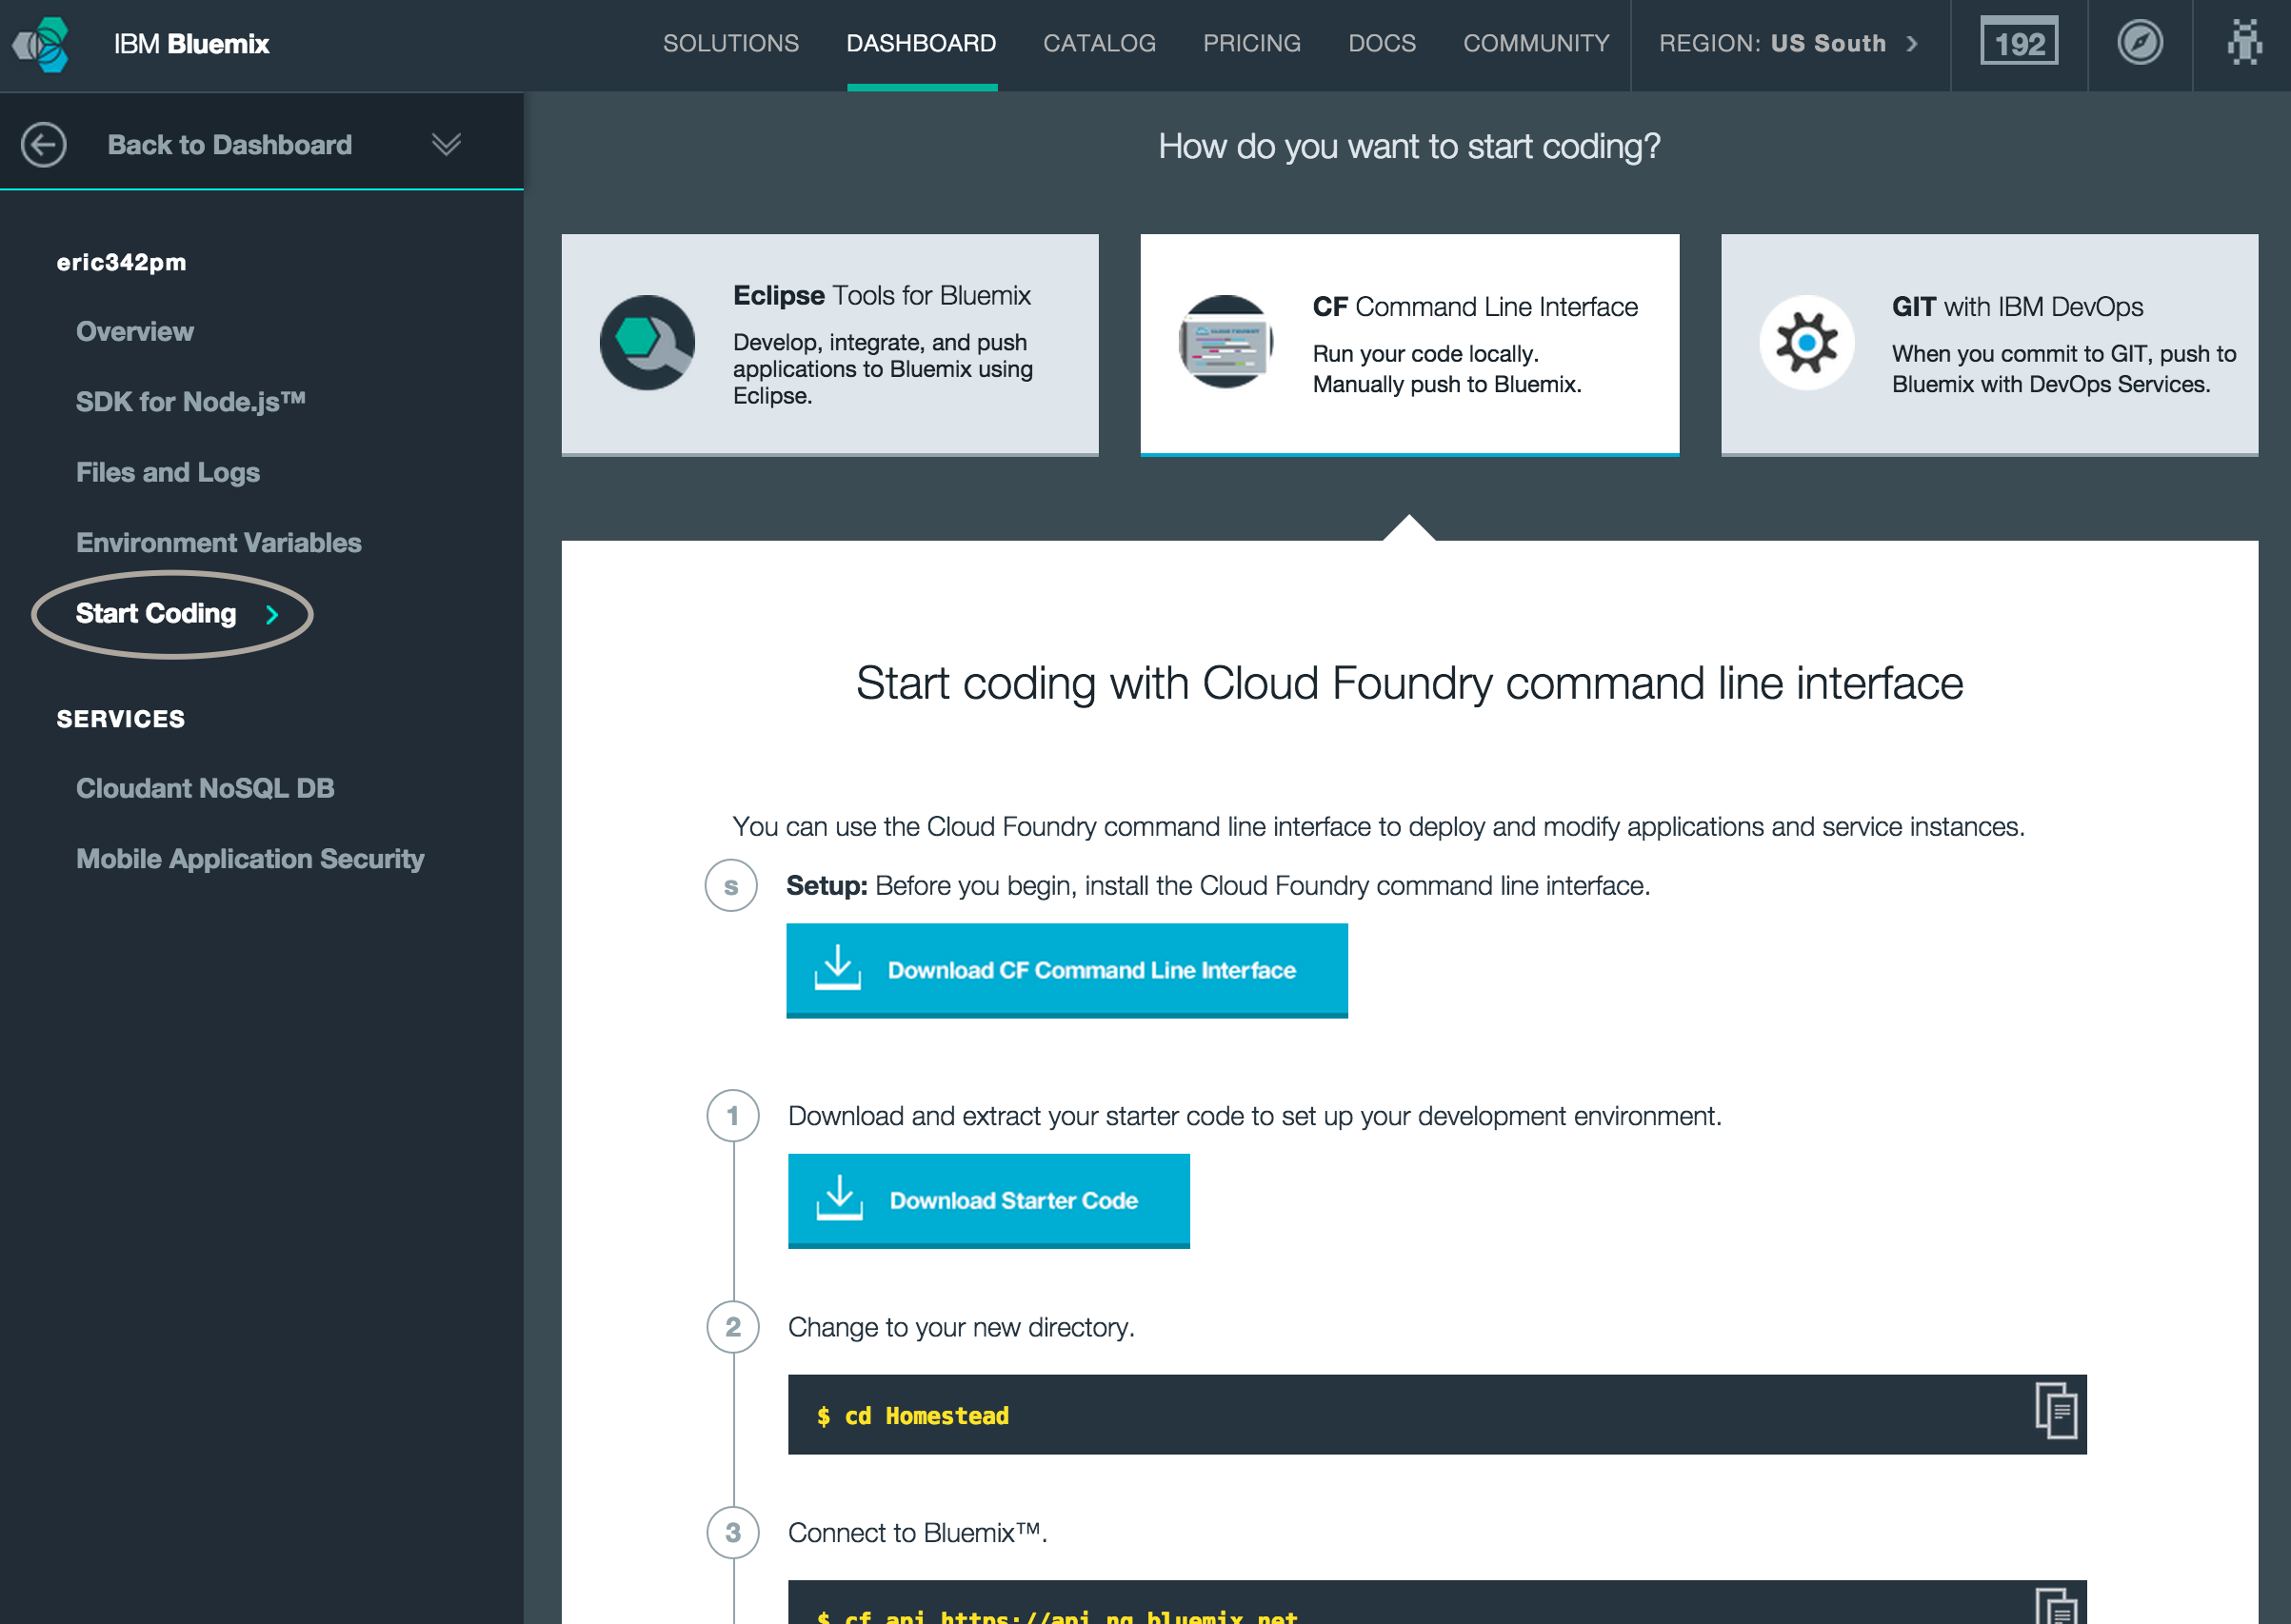 IBM Bluemix
SOLUTIONS
DASHBOARD
CATALOG
PRICING
DOCS
COMMUNITY
REGION: US South
192
Back to Dashboard
eric342pm
Overview
SDK for Node.js™
Files and Logs
Environment Variables
Start Coding
SERVICES
Cloudant NoSQL DB
Mobile Application Security
How do you want to start coding?
Eclipse Tools for Bluemix
Develop, integrate, and push
applications to Bluemix using
Eclipse.
CF Command Line Interface
Run your code locally.
Manually push to Bluemix.
GIT with IBM DevOps
When you commit to GIT, push to
Bluemix with DevOps Services.
Start coding with Cloud Foundry command line interface
You can use the Cloud Foundry command line interface to deploy and modify applications and service instances.
s
Setup: Before you begin, install the Cloud Foundry command line interface.
Download CF Command Line Interface
1
Download and extract your starter code to set up your development environment.
Download Starter Code
2
Change to your new directory.
$ cd Homestead
3
Connect to Bluemix™.
$ cf api https://api.ng.bluemix.net